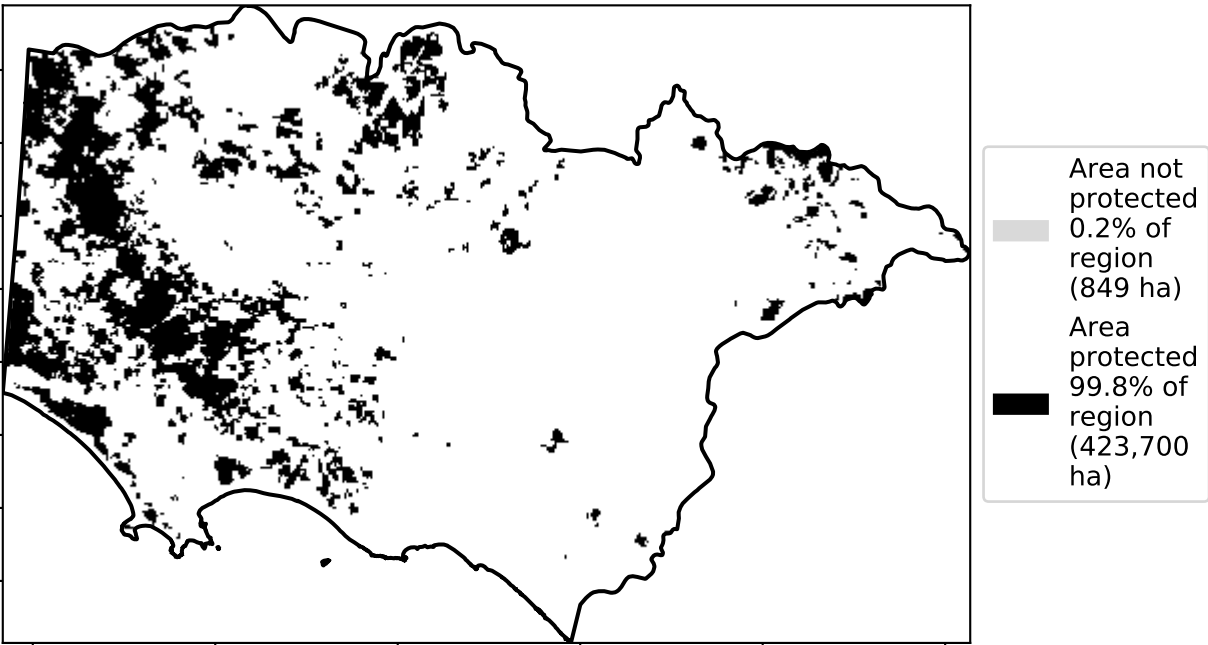 Area not
protected
0.2% of
region
(849 ha)
Area
protected
99.8% of
region
(423,700
ha)